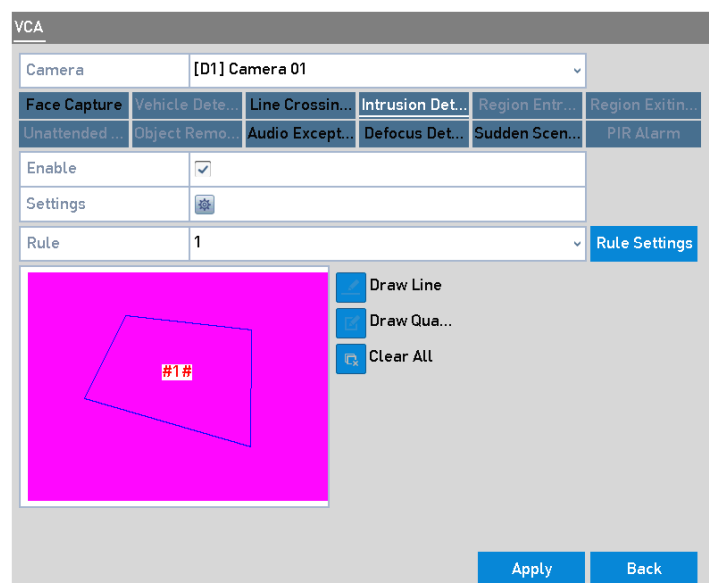 VCA
Camera [D1] Camera 01
Face Capture Vehicle Dete... Line Crossin... Intrusion Det... Region Entr... Region Exitin...
Unattended ... Object Remo... Audio Except... Defocus Det... Sudden Scen... PIR Alarm
Enable
Settings
Rule 1 Rule Settings
Draw Line
Draw Qua...
#1#
Clear All
Apply Back